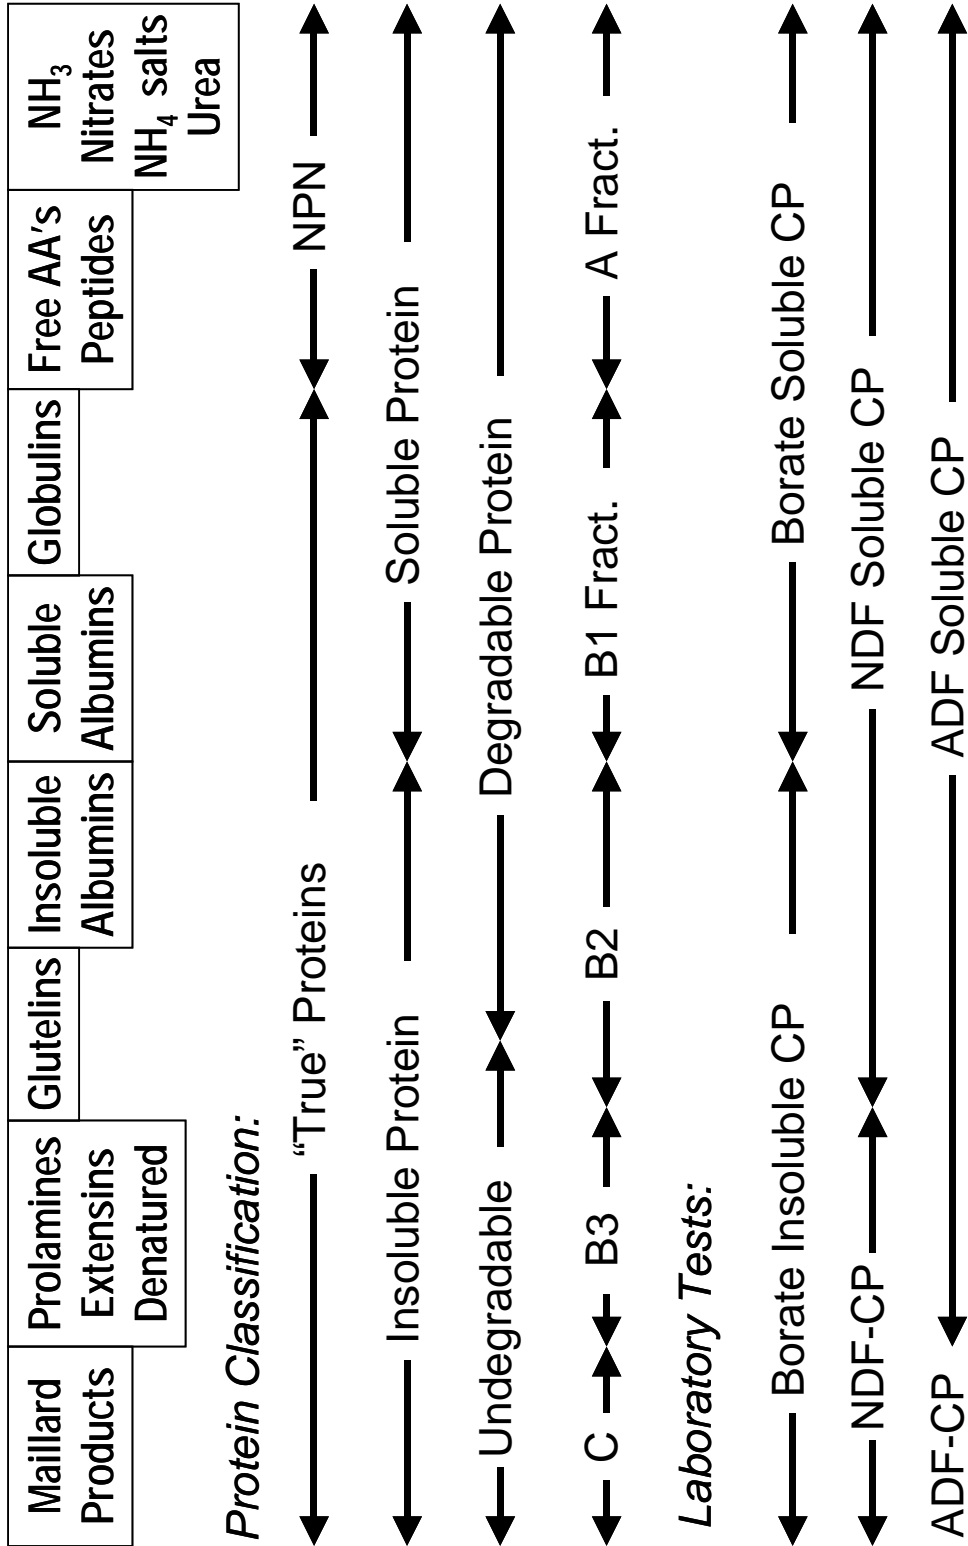 Maillard
Products
Prolamines
Extensins
Denatured
Glutelins
Insoluble
Albumins
Soluble
Albumins
Globulins
Free AA's
Peptides
NH₃
Nitrates
NH₄ salts
Urea
Protein Classification:
“True” Proteins
NPN
Insoluble Protein
Soluble Protein
Undegradable
Degradable Protein
C
B3
B2
B1 Fract.
A Fract.
Laboratory Tests:
Borate Insoluble CP
Borate Soluble CP
NDF-CP
NDF Soluble CP
ADF-CP
ADF Soluble CP